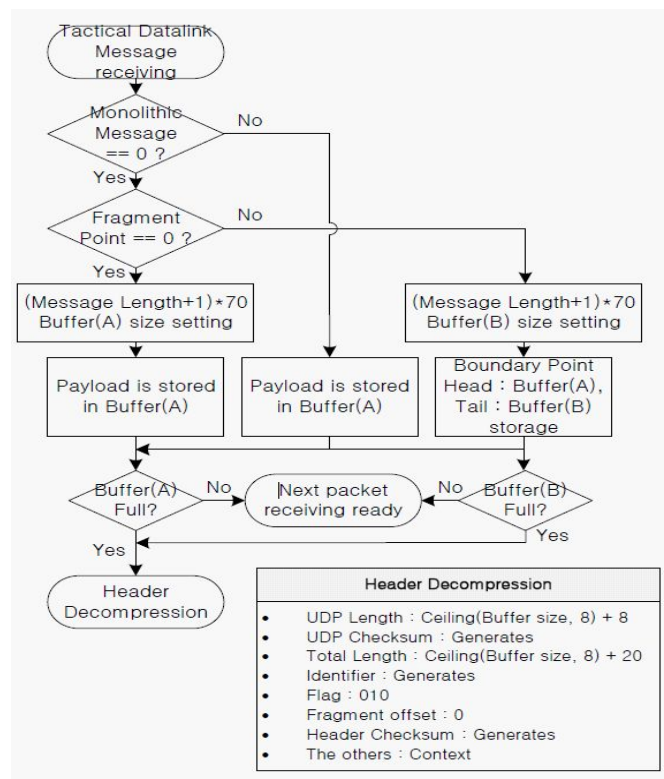 Tactical Datalink
Message
receiving
Monolithic
Message
== 0 ?
No
Yes
Fragment
Point == 0 ?
No
Yes
(Message Length+1)*70
Buffer(A) size setting
(Message Length+1)*70
Buffer(B) size setting
Payload is stored
in Buffer(A)
Payload is stored
in Buffer(A)
Boundary Point
Head : Buffer(A),
Tail : Buffer(B)
storage
Buffer(A)
Full?
No
Next packet
receiving ready
No
Buffer(B)
Full?
Yes
Yes
Header
Decompression
Header Decompression
• UDP Length : Ceiling(Buffer size, 8) + 8
• UDP Checksum : Generates
• Total Length : Ceiling(Buffer size, 8) + 20
• Identifier : Generates
• Flag : 010
• Fragment offset : 0
• Header Checksum : Generates
• The others : Context